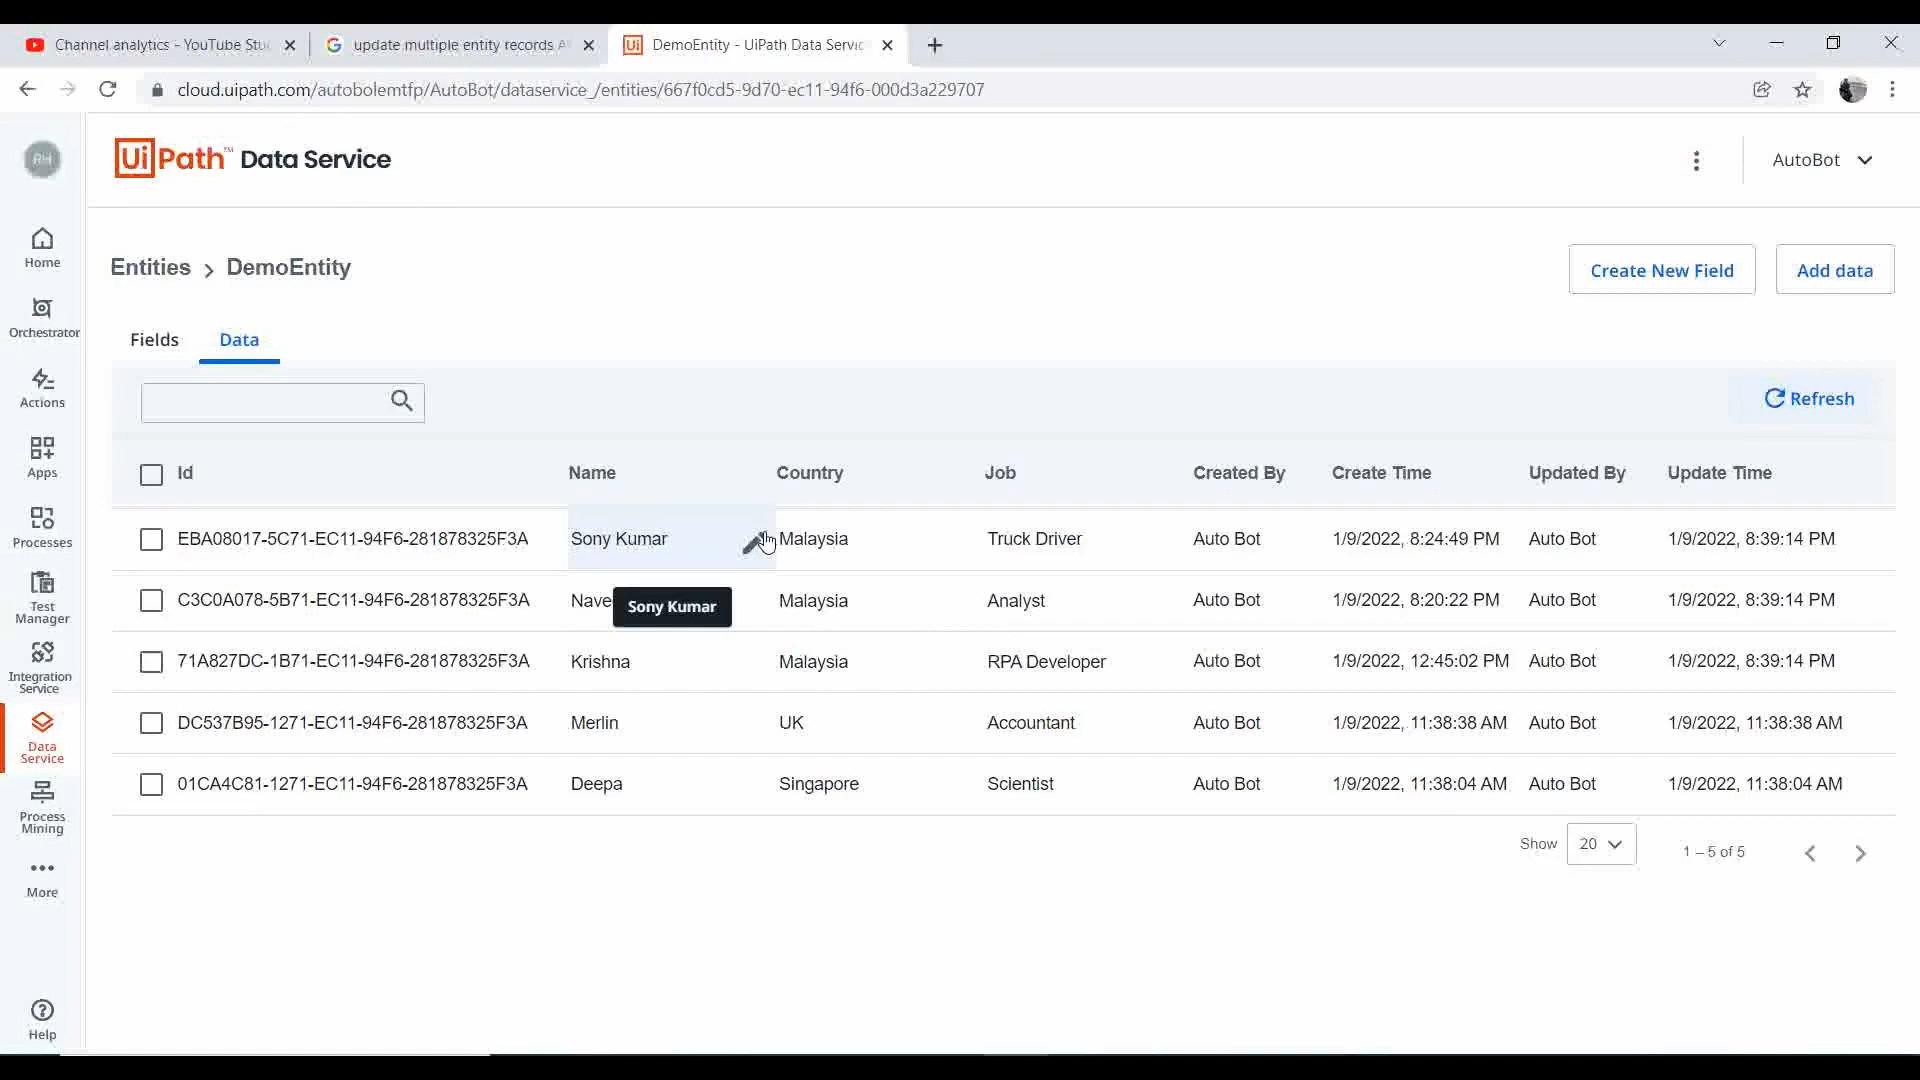 Channel analytics - YouTube Stu
update multiple entity records A
DemoEntity - UiPath Data Servic
cloud.uipath.com/autobolemtfp/AutoBot/dataservice_/entities/667f0cd5-9d70-ec11-94f6-000d3a229707
RH
UiPath™ Data Service
AutoBot
Home
Orchestrator
Actions
Apps
Processes
Test
Manager
Integration
Service
Data
Service
Process
Mining
More
Help
Entities > DemoEntity
Create New Field
Add data
Fields Data
Refresh
Id Name Country Job Created By Create Time Updated By Update Time
EBA08017-5C71-EC11-94F6-281878325F3A Sony Kumar Malaysia Truck Driver Auto Bot 1/9/2022, 8:24:49 PM Auto Bot 1/9/2022, 8:39:14 PM
C3C0A078-5B71-EC11-94F6-281878325F3A Nave Malaysia Analyst Auto Bot 1/9/2022, 8:20:22 PM Auto Bot 1/9/2022, 8:39:14 PM
Sony Kumar
71A827DC-1B71-EC11-94F6-281878325F3A Krishna Malaysia RPA Developer Auto Bot 1/9/2022, 12:45:02 PM Auto Bot 1/9/2022, 8:39:14 PM
DC537B95-1271-EC11-94F6-281878325F3A Merlin UK Accountant Auto Bot 1/9/2022, 11:38:38 AM Auto Bot 1/9/2022, 11:38:38 AM
01CA4C81-1271-EC11-94F6-281878325F3A Deepa Singapore Scientist Auto Bot 1/9/2022, 11:38:04 AM Auto Bot 1/9/2022, 11:38:04 AM
Show 20 1 – 5 of 5